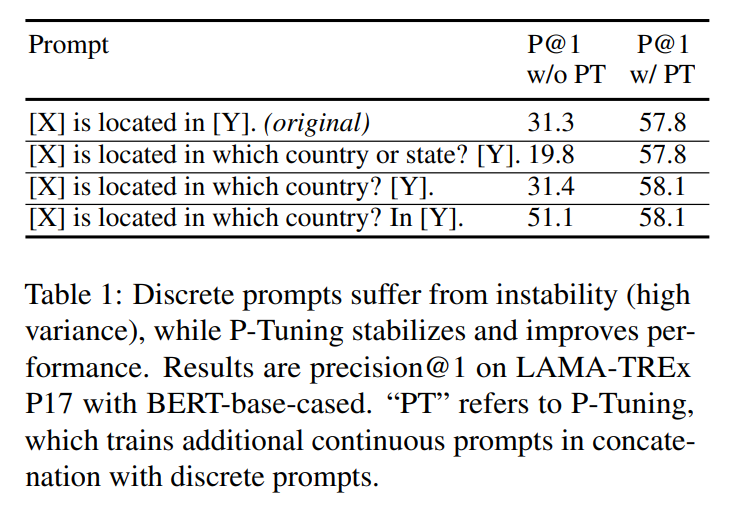 Prompt P@1 P@1
w/o PT w/ PT
[X] is located in [Y]. (original) 31.3 57.8
[X] is located in which country or state? [Y]. 19.8 57.8
[X] is located in which country? [Y]. 31.4 58.1
[X] is located in which country? In [Y]. 51.1 58.1
Table 1: Discrete prompts suffer from instability (high
variance), while P-Tuning stabilizes and improves per-
formance. Results are precision@1 on LAMA-TREx
P17 with BERT-base-cased. “PT” refers to P-Tuning,
which trains additional continuous prompts in concate-
nation with discrete prompts.